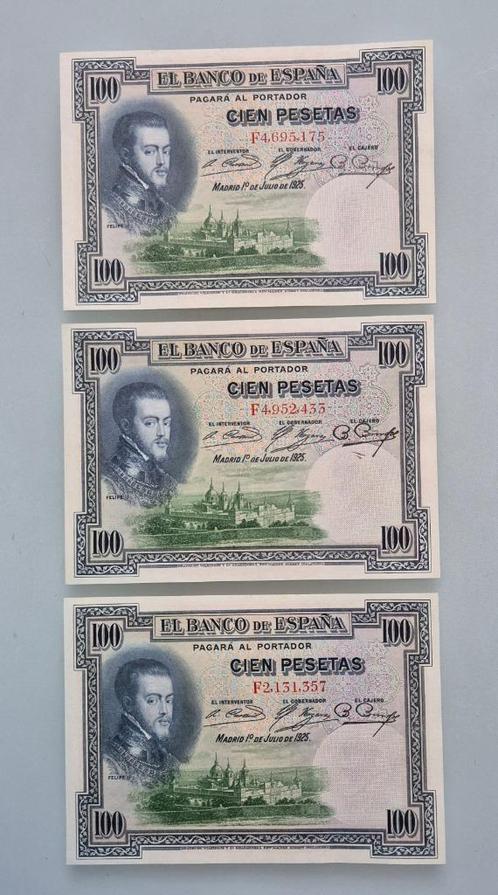 100 EL BANCO DE ESPAÑA 100
PAGARÁ AL PORTADOR
CIEN PESETAS
F4,695,175
EL INTERVENTOR EL GOBERNADOR EL CAJERO
MADRID 1º DE JULIO DE 1925.
FELIPE
100 100
100 EL BANCO DE ESPAÑA 100
PAGARÁ AL PORTADOR
CIEN PESETAS
F4,952,433
EL INTERVENTOR EL GOBERNADOR EL CAJERO
MADRID 1º DE JULIO DE 1925.
FELIPE
100 100
100 EL BANCO DE ESPAÑA 100
PAGARÁ AL PORTADOR
CIEN PESETAS
F2,131,357
EL INTERVENTOR EL GOBERNADOR EL CAJERO
MADRID 1º DE JULIO DE 1925.
FELIPE
100 100